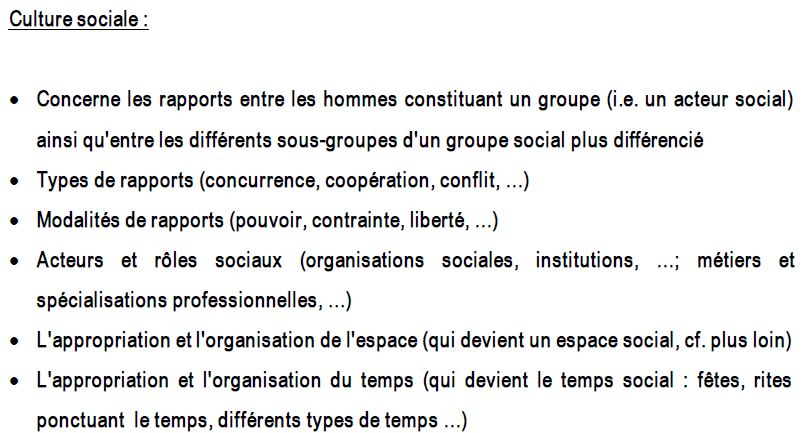 Culture sociale :
• Concerne les rapports entre les hommes constituant un groupe (i.e. un acteur social)
ainsi qu'entre les différents sous-groupes d'un groupe social plus différencié
• Types de rapports (concurrence, coopération, conflit, ...)
• Modalités de rapports (pouvoir, contrainte, liberté, ...)
• Acteurs et rôles sociaux (organisations sociales, institutions, ...; métiers et
spécialisations professionnelles, ...)
• L'appropriation et l'organisation de l'espace (qui devient un espace social, cf. plus loin)
• L'appropriation et l'organisation du temps (qui devient le temps social : fêtes, rites
ponctuant le temps, différents types de temps ...)